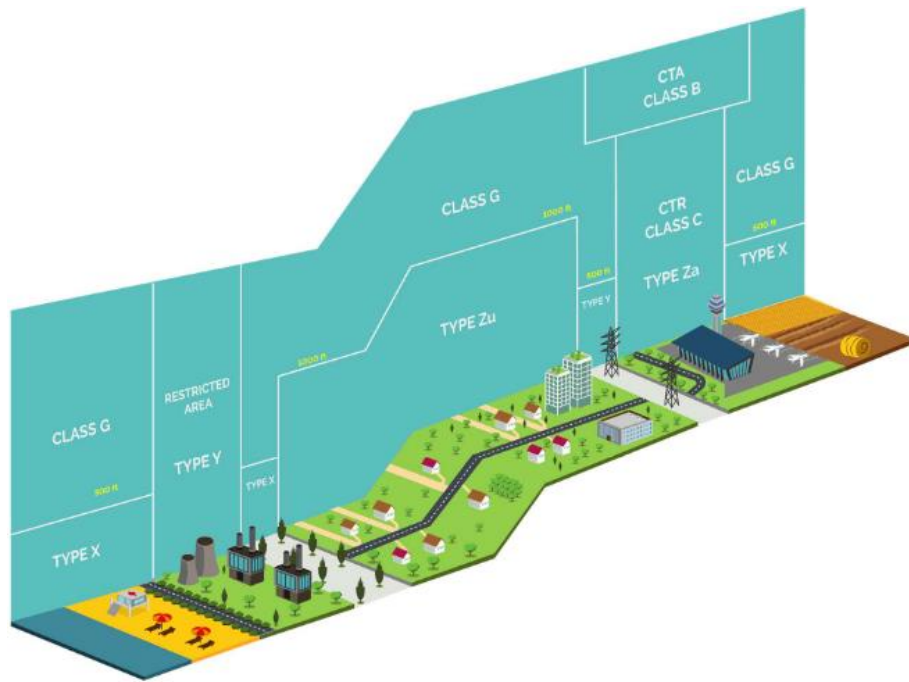 CTA
CLASS B
CLASS G
CLASS G
1000 ft
CTR
CLASS C
500 ft
TYPE X
500 ft
TYPE Y
TYPE Za
TYPE Zu
1000 ft
RESTRICTED
AREA
TYPE Y
CLASS G
TYPE X
500 ft
TYPE X